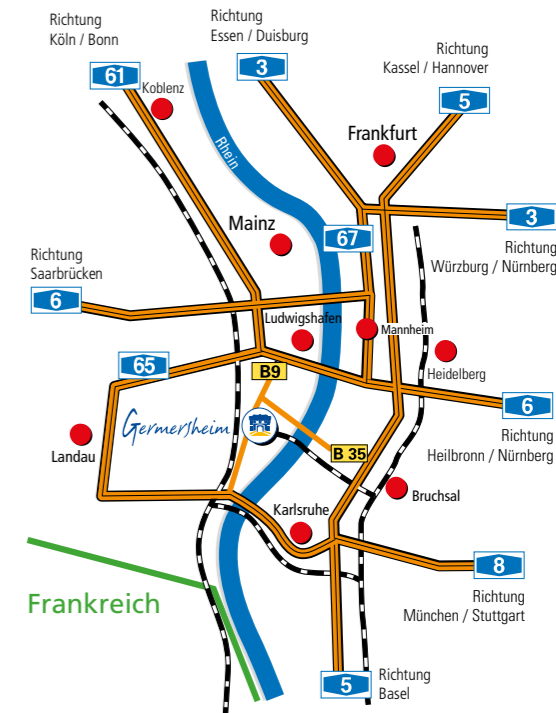 Richtung
Köln / Bonn
Richtung
Essen / Duisburg
Richtung
Kassel / Hannover
61
3
5
Koblenz
Frankfurt
Rhein
Mainz
67
3
Richtung
Würzburg / Nürnberg
Richtung
Saarbrücken
6
Ludwigshafen
Mannheim
Heidelberg
65
B9
6
Richtung
Heilbronn / Nürnberg
Germersheim
Landau
B 35
Bruchsal
Karlsruhe
8
Richtung
München / Stuttgart
Frankreich
5
Richtung
Basel